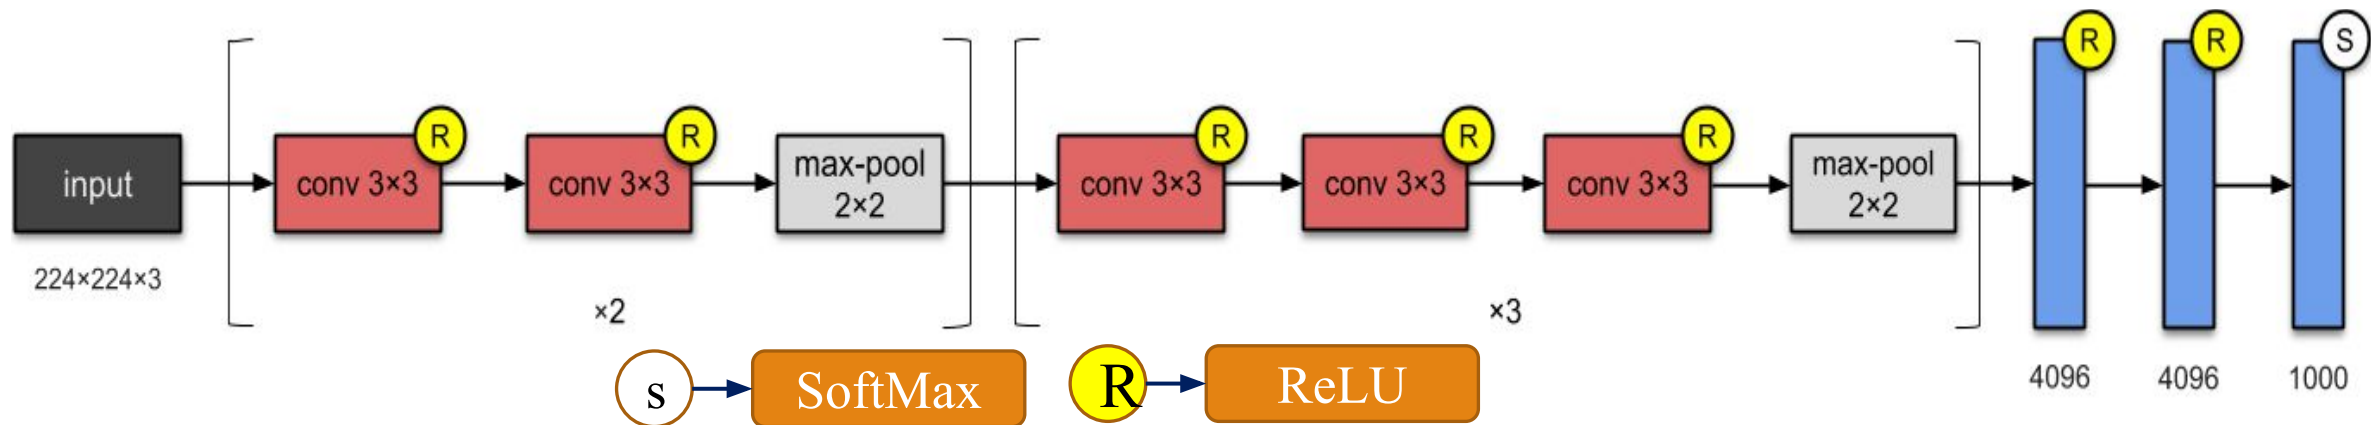 input
224×224×3
conv 3×3
R
conv 3×3
R
max-pool
2×2
×2
conv 3×3
R
conv 3×3
R
conv 3×3
R
max-pool
2×2
×3
R
4096
R
4096
S
1000
s
SoftMax
R
ReLU